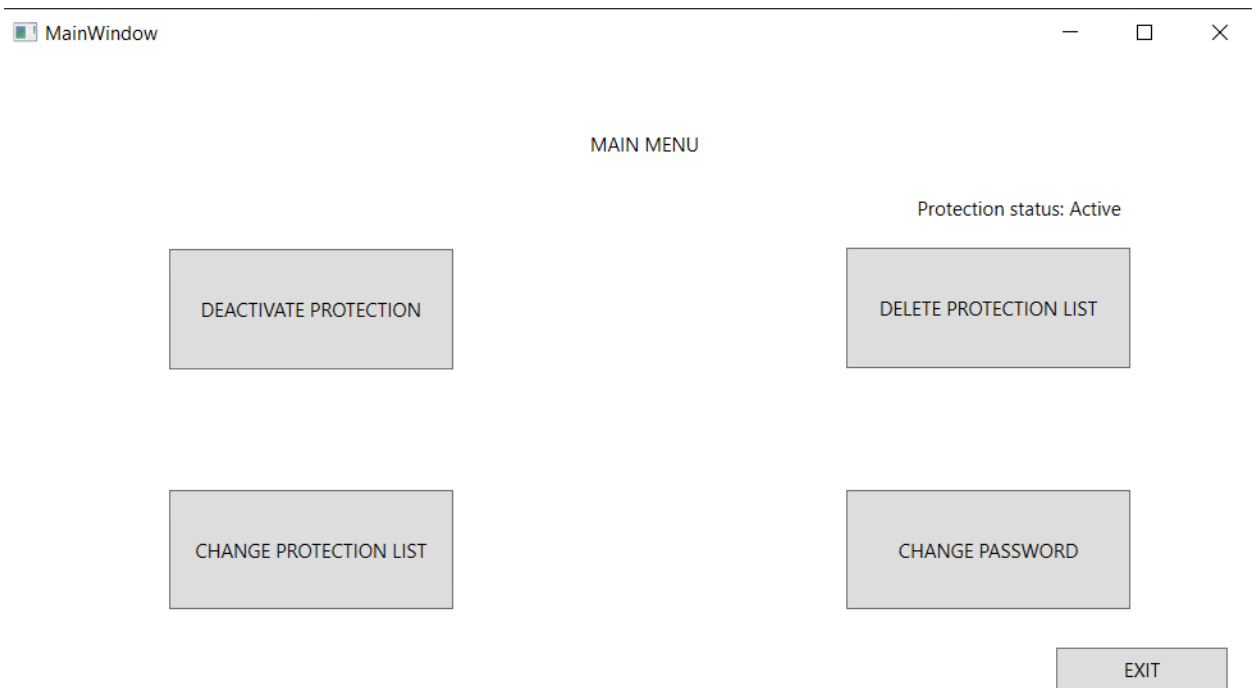 MainWindow
MAIN MENU
Protection status: Active
DEACTIVATE PROTECTION
DELETE PROTECTION LIST
CHANGE PROTECTION LIST
CHANGE PASSWORD
EXIT